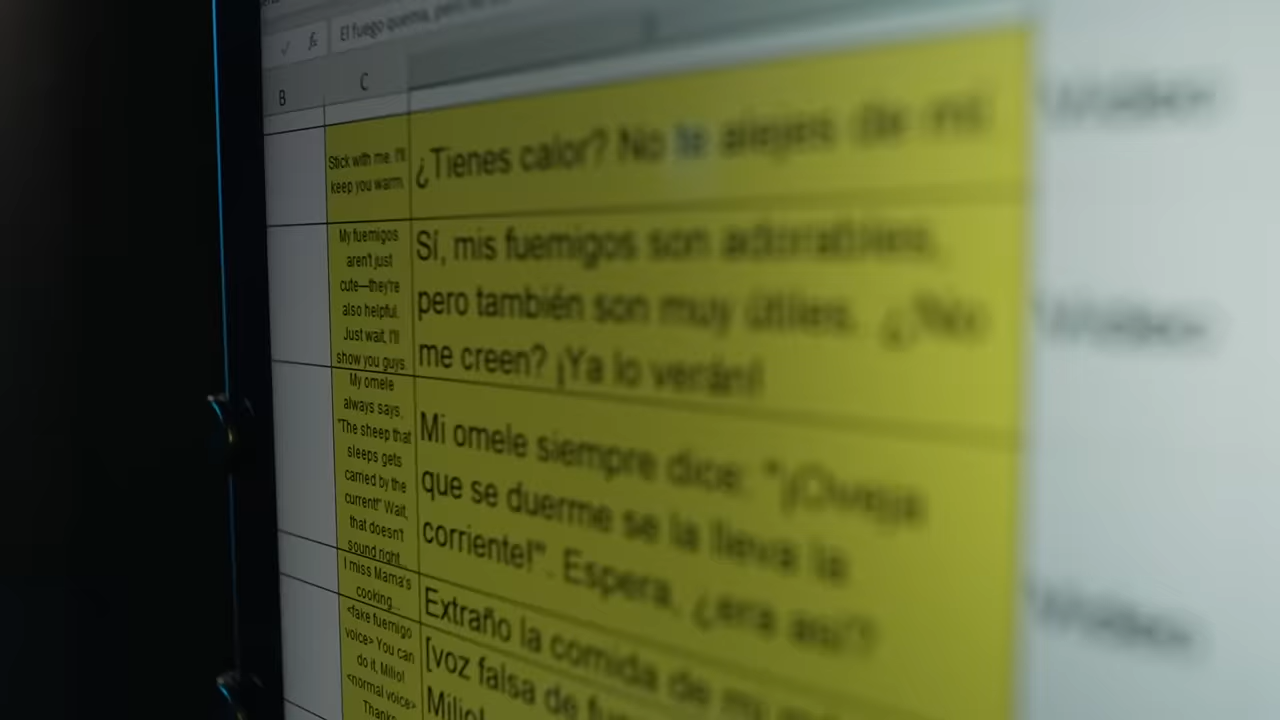 fx El fuego quema, pero
B C
Stick with me. I'll
keep you warm.
¿Tienes calor? No te alejes de mí
My fuemigos
aren't just
cute—they're
also helpful.
Just wait, I'll
show you guys.
Sí, mis fuemigos son adorables,
pero también son muy útiles. ¿No
me creen? ¡Ya lo verán!
My omele
always says,
"The sheep that
sleeps gets
carried by the
current!" Wait,
that doesn't
sound right...
Mi omele siempre dice: "¡Oveja
que se duerme se la lleva la
corriente!". Espera, ¿era así?
I miss Mama's
cooking...
Extraño la comida de mi
<fake fuemigo
voice> You can
do it, Milio!
<normal voice>
Thanks
[voz falsa de
Milio!